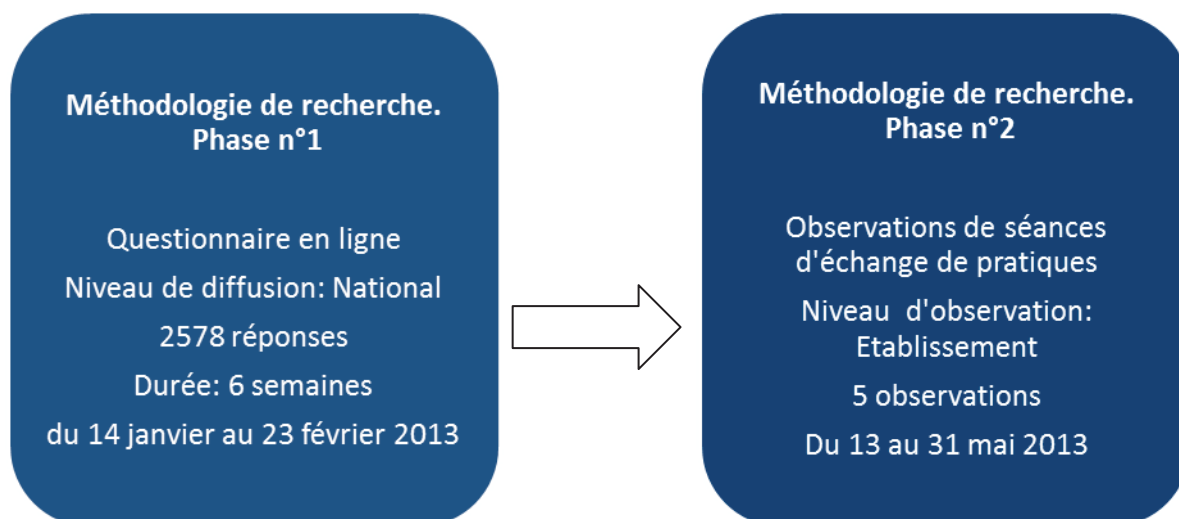 Méthodologie de recherche.
Phase n°1
Questionnaire en ligne
Niveau de diffusion: National
2578 réponses
Durée: 6 semaines
du 14 janvier au 23 février 2013
Méthodologie de recherche.
Phase n°2
Observations de séances
d'échange de pratiques
Niveau d'observation:
Etablissement
5 observations
Du 13 au 31 mai 2013